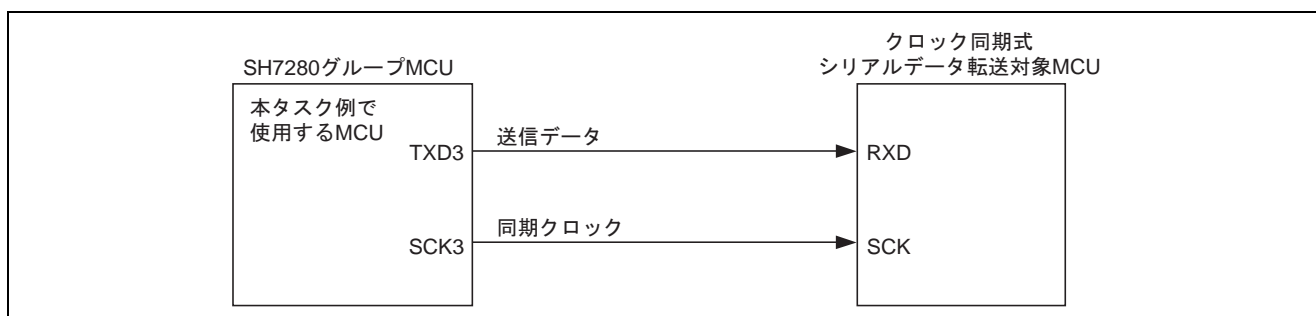 クロック同期式
シリアルデータ転送対象MCU
SH7280グループMCU
本タスク例で
使用するMCU
TXD3
送信データ
RXD
SCK3
同期クロック
SCK